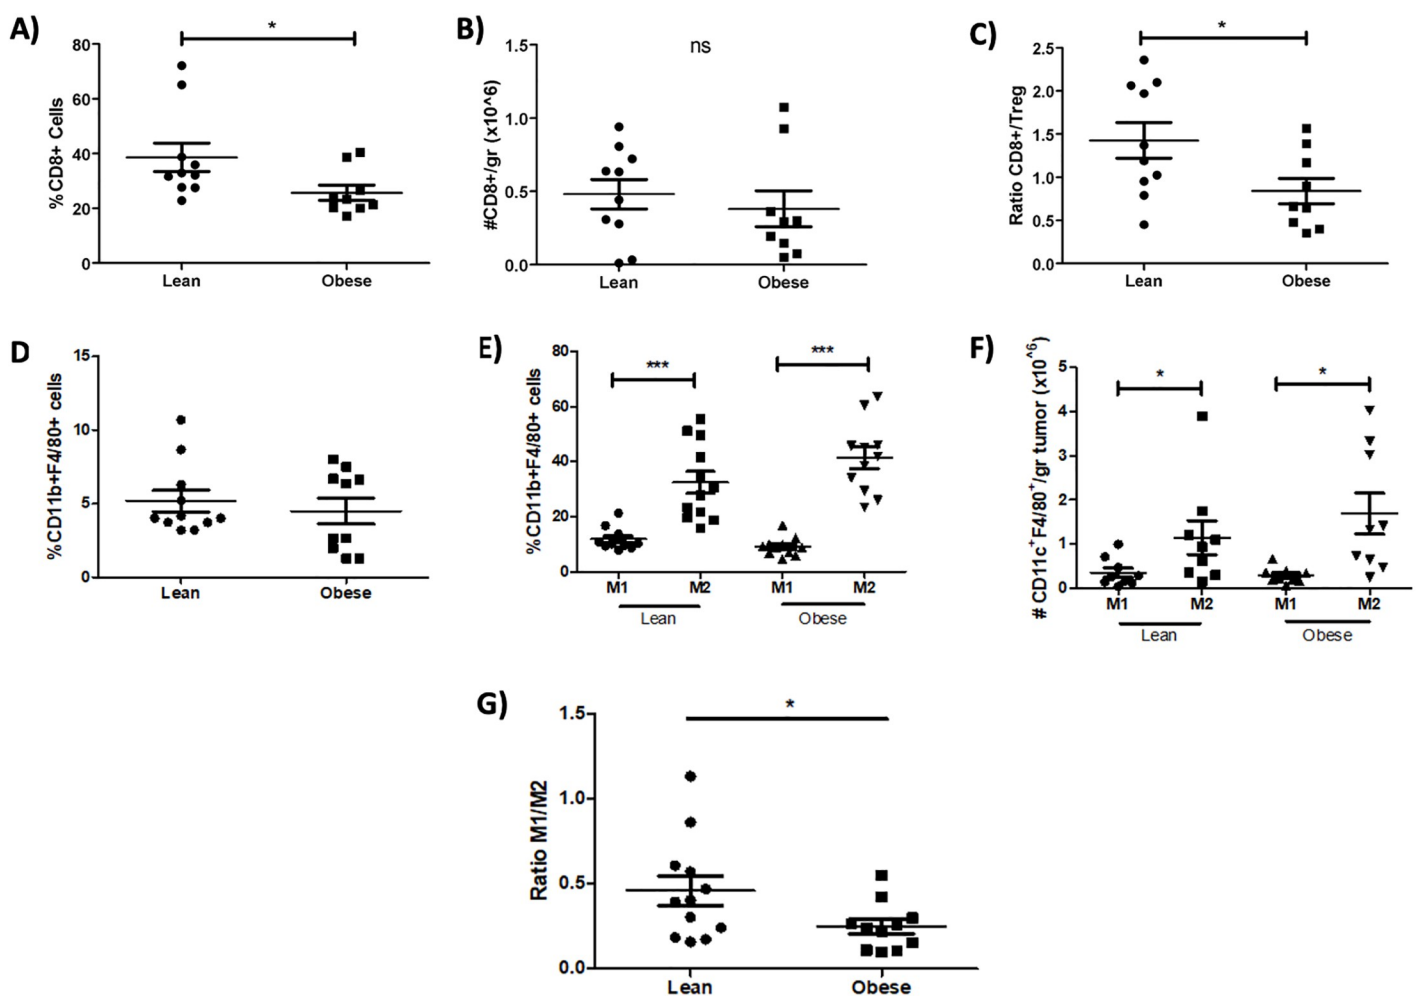 A)
*
%CD8+ Cells
80
60
40
20
0
Lean Obese
B)
ns
#CD8+/gr (x10^6)
1.5
1.0
0.5
0.0
Lean Obese
C)
*
Ratio CD8+/Treg
2.5
2.0
1.5
1.0
0.5
0.0
Lean Obese
D
%CD11b+F4/80+ cells
15
10
5
0
Lean Obese
E)
*** ***
%CD11b+F4/80+ cells
80
60
40
20
0
M1 M2 M1 M2
Lean Obese
F)
* *
# CD11c+F4/80+/gr tumor (x10^6)
5
4
3
2
1
0
M1 M2 M1 M2
Lean Obese
G)
*
Ratio M1/M2
1.5
1.0
0.5
0.0
Lean Obese